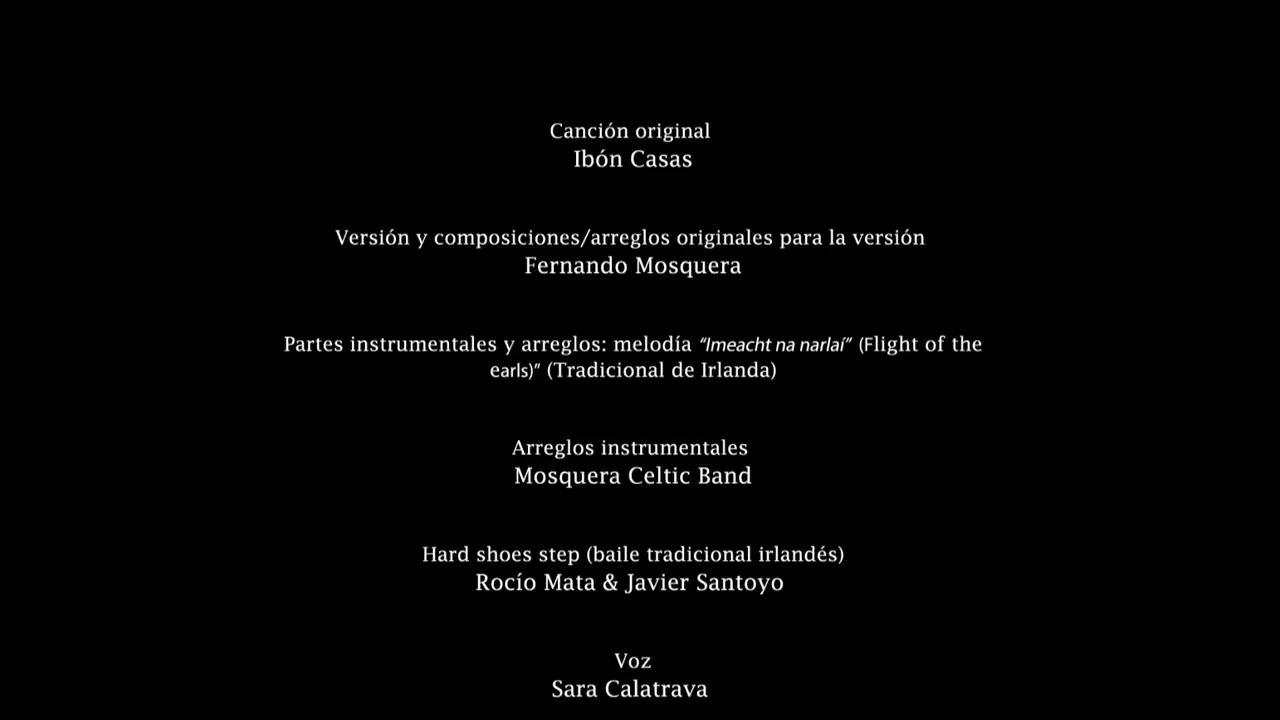 Canción original
Ibón Casas
Versión y composiciones/arreglos originales para la versión
Fernando Mosquera
Partes instrumentales y arreglos: melodía “Imeacht na narlaí” (Flight of the
earls)” (Tradicional de Irlanda)
Arreglos instrumentales
Mosquera Celtic Band
Hard shoes step (baile tradicional irlandés)
Rocío Mata & Javier Santoyo
Voz
Sara Calatrava